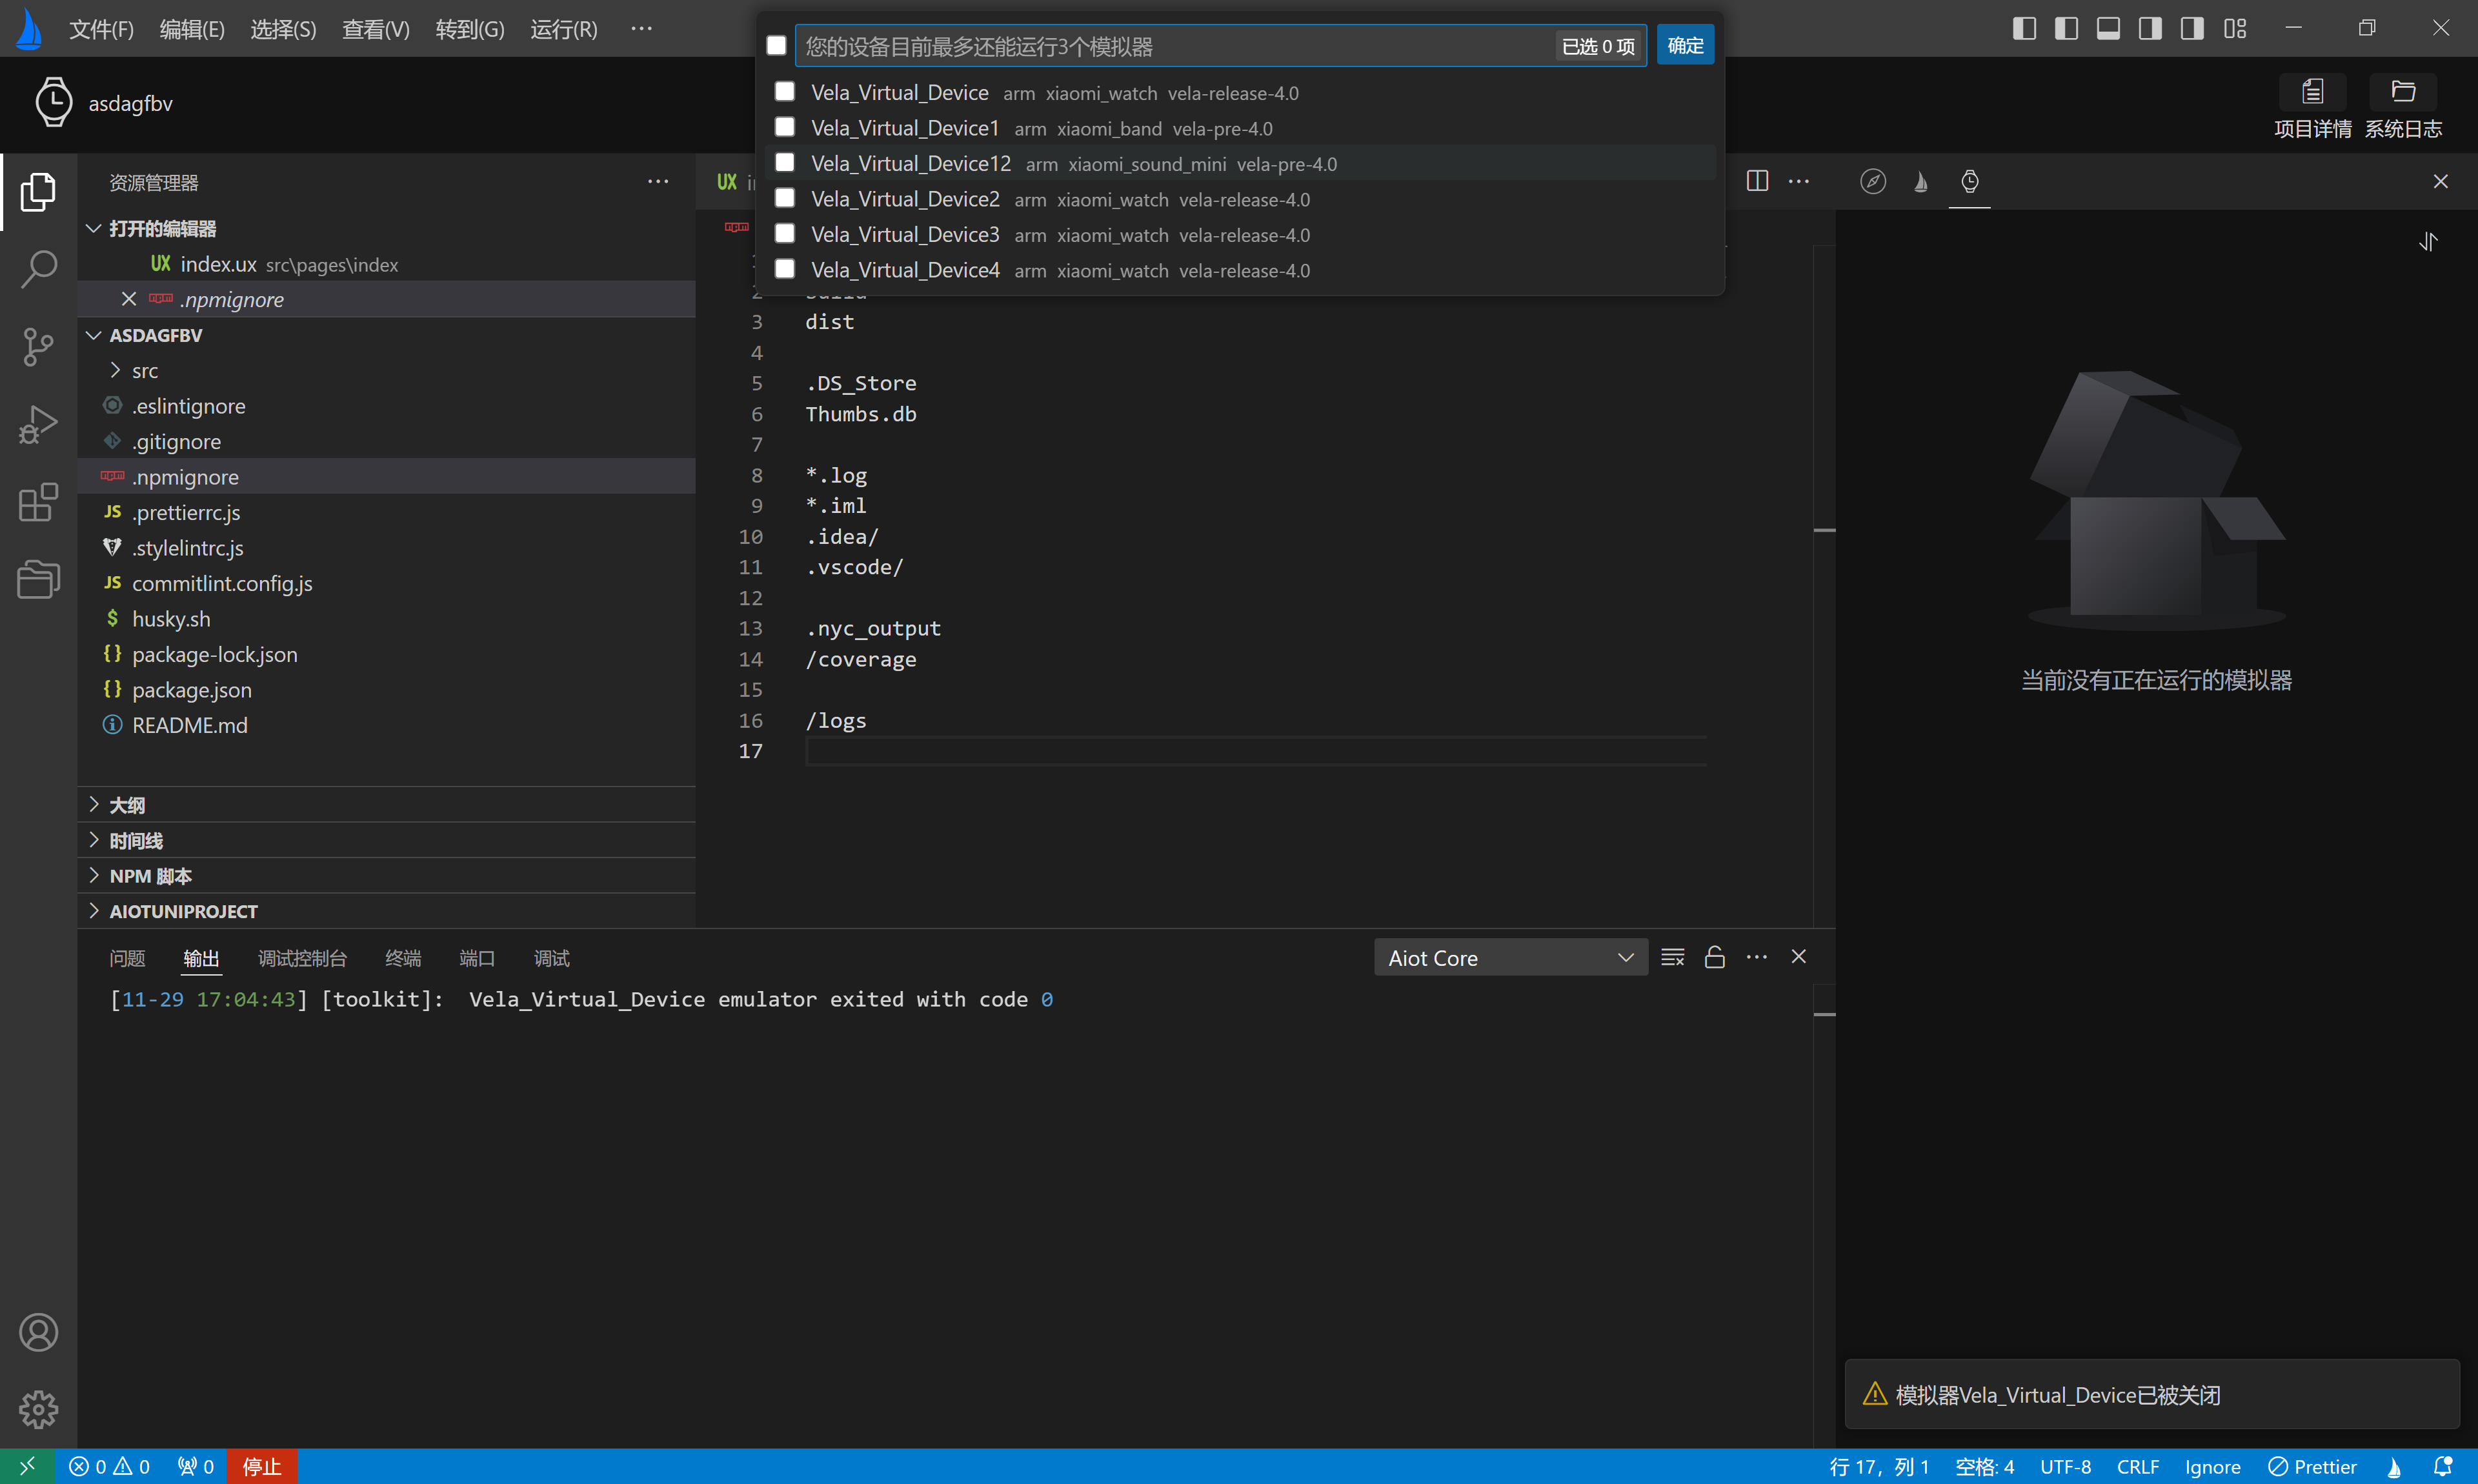 文件(F) 编辑(E) 选择(S) 查看(V) 转到(G) 运行(R) ···
您的设备目前最多还能运行3个模拟器 已选 0 项 确定
Vela_Virtual_Device arm xiaomi_watch vela-release-4.0
Vela_Virtual_Device1 arm xiaomi_band vela-pre-4.0
Vela_Virtual_Device12 arm xiaomi_sound_mini vela-pre-4.0
Vela_Virtual_Device2 arm xiaomi_watch vela-release-4.0
Vela_Virtual_Device3 arm xiaomi_watch vela-release-4.0
Vela_Virtual_Device4 arm xiaomi_watch vela-release-4.0
asdagfbv
项目详情 系统日志
资源管理器
打开的编辑器
UX index.ux src\pages\index
.npmignore
ASDAGFBV
src
.eslintignore
.gitignore
.npmignore
JS .prettierrc.js
.stylelintrc.js
JS commitlint.config.js
$ husky.sh
{} package-lock.json
{} package.json
README.md
大纲
时间线
NPM 脚本
AIOTUNIPROJECT
UX
2
3 dist
4
5 .DS_Store
6 Thumbs.db
7
8 *.log
9 *.iml
10 .idea/
11 .vscode/
12
13 .nyc_output
14 /coverage
15
16 /logs
17
当前没有正在运行的模拟器
问题 输出 调试控制台 终端 端口 调试
Aiot Core
[11-29 17:04:43] [toolkit]: Vela_Virtual_Device emulator exited with code 0
模拟器Vela_Virtual_Device已被关闭
0 0 0 停止
行 17，列 1 空格: 4 UTF-8 CRLF Ignore Prettier